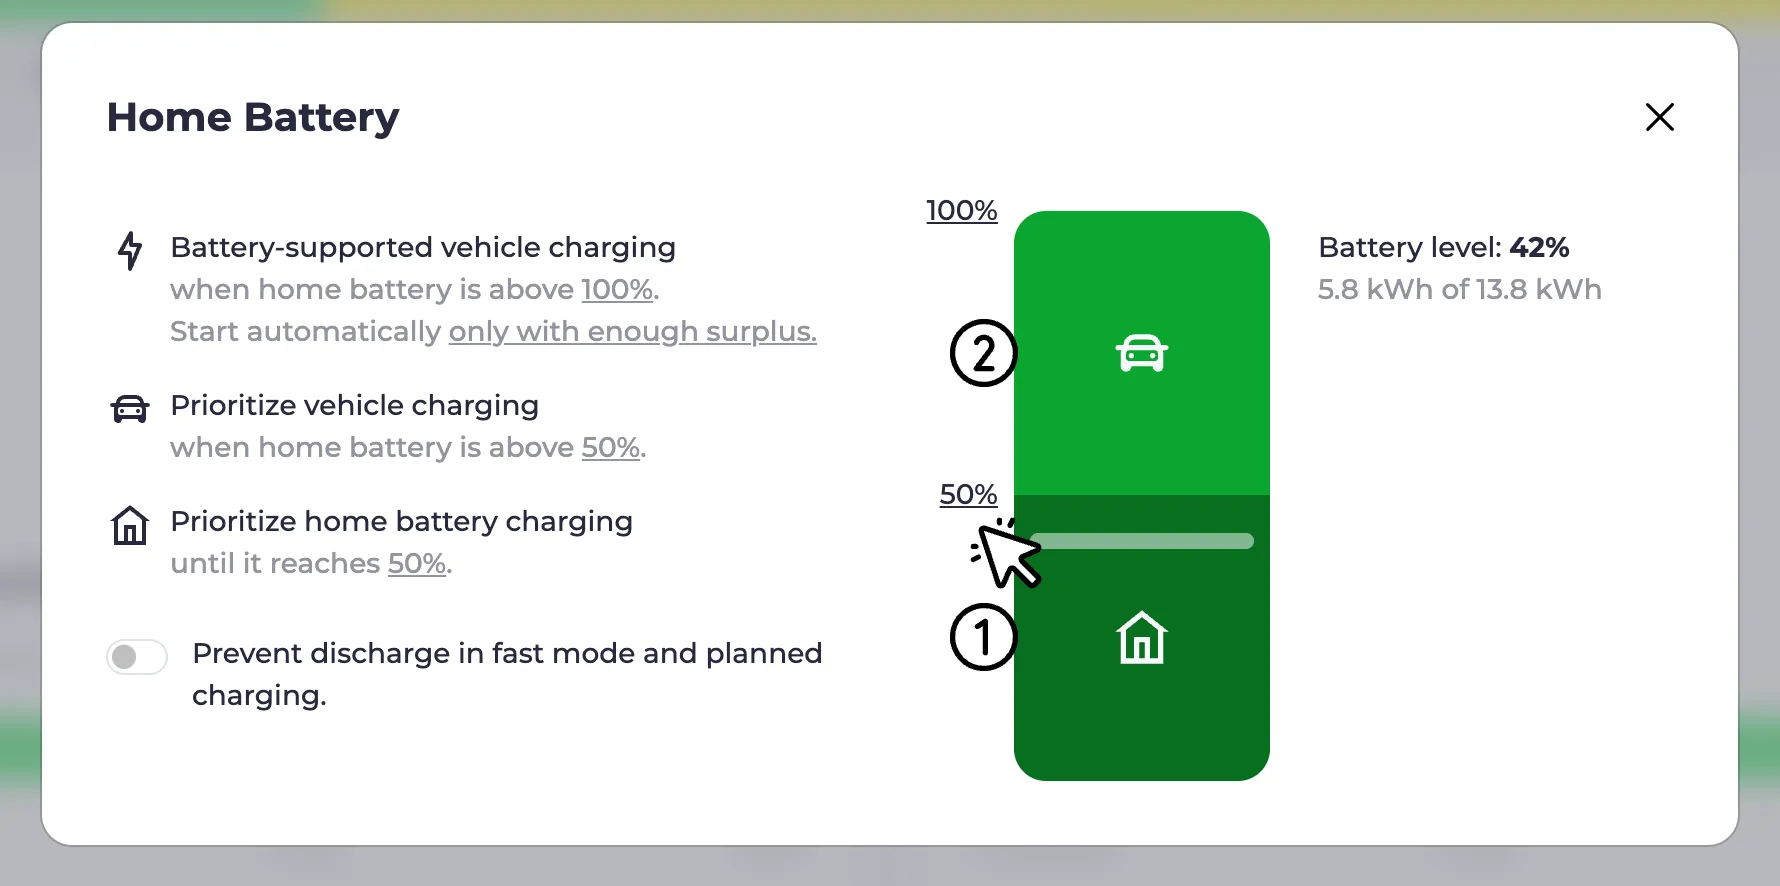 Home Battery
Battery-supported vehicle charging
when home battery is above 100%.
Start automatically only with enough surplus.
Prioritize vehicle charging
when home battery is above 50%.
Prioritize home battery charging
until it reaches 50%.
Prevent discharge in fast mode and planned
charging.
100%
2
50%
1
Battery level: 42%
5.8 kWh of 13.8 kWh